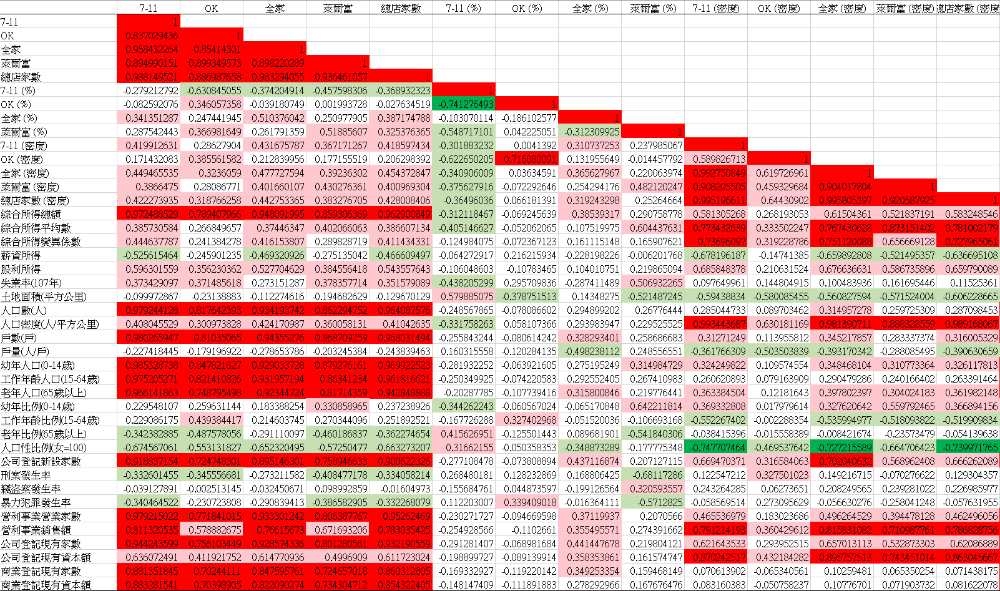 7-11 OK 全家 萊爾富 總店家數 7-11 (%) OK (%) 全家 (%) 萊爾富 (%) 7-11 (密度) OK (密度) 全家 (密度) 萊爾富 (密度) 總店家數 (密度
7-11 1
OK 0.837029436 1
全家 0.958432264 0.85414301 1
萊爾富 0.894990151 0.899349573 0.898220289 1
總店家數 0.988149521 0.886987658 0.983294055 0.936461057 1
7-11 (%) -0.279212792 -0.630845055 -0.374204914 -0.457598306 -0.368932323 1
OK (%) -0.082592076 0.346057358 -0.039180749 0.001993728 -0.027634519 -0.741276493 1
全家 (%) 0.341351287 0.247441945 0.510376042 0.250977905 0.387174788 -0.103070114 -0.186102577 1
萊爾富 (%) 0.287542443 0.366981649 0.261791359 0.51885607 0.325376365 -0.548717101 0.042225051 -0.312309925 1
7-11 (密度) 0.419912631 0.28627904 0.431675787 0.367171267 0.418597434 -0.301883232 0.0041392 0.310737253 0.237985067 1
OK (密度) 0.171432083 0.385561582 0.212839956 0.177155519 0.206298392 -0.622650205 0.716080091 0.131955649 -0.014457792 0.589826713 1
全家 (密度) 0.449465535 0.3236059 0.477727594 0.39236302 0.454372847 -0.340906009 0.03634591 0.365627967 0.220063974 0.992750849 0.619726961 1
萊爾富 (密度) 0.3866475 0.28086771 0.401660107 0.430276361 0.400969304 -0.375627916 -0.072292646 0.254294176 0.482120247 0.908205505 0.459329684 0.904017804 1
總店家數 (密度) 0.422273935 0.318766258 0.442753365 0.383276705 0.428008406 -0.36496036 0.066181391 0.319243298 0.25264664 0.995196611 0.64430902 0.995805397 0.920587925 1
綜合所得總額 0.972488529 0.789407966 0.948091995 0.859306369 0.962900849 -0.312118467 -0.069245639 0.38539317 0.290758778 0.581305268 0.268193053 0.61504361 0.521837191 0.583248546
綜合所得平均數 0.385730584 0.266849657 0.37446347 0.402066063 0.386607134 -0.405146627 -0.052062065 0.107519975 0.604437631 0.773432639 0.333502247 0.767430628 0.873151402 0.781002179
綜合所得變異係數 0.444637787 0.241384278 0.416153807 0.289828719 0.411434331 -0.124984075 -0.072367123 0.161115148 0.165907621 0.73696097 0.319228786 0.751120088 0.656669128 0.727965061
薪資所得 -0.525615464 -0.245901235 -0.469320926 -0.275135042 -0.466609497 -0.064272917 0.216215934 -0.228198226 -0.006201768 -0.678196187 -0.14741385 -0.659892808 -0.521495357 -0.636695108
股利所得 0.596301559 0.356230362 0.527704629 0.384556418 0.543557643 -0.106048603 -0.10783465 0.104010751 0.219865094 0.685848378 0.210631524 0.676636631 0.586735896 0.659790089
失業率(107年) 0.373429097 0.371485618 0.273151287 0.378357714 0.351579089 -0.438205299 0.295709836 -0.287411489 0.506932265 0.097649961 0.144804915 0.100483936 0.161695446 0.11525361
土地面積(平方公里) -0.099972867 -0.23138883 -0.112274616 -0.194682629 -0.129670129 0.579885075 -0.378751513 0.14348275 -0.521487245 -0.59438834 -0.580085455 -0.560827594 -0.571524004 -0.606228665
人口數(人) 0.979244128 0.817642393 0.934193742 0.862294752 0.964087576 -0.248567865 -0.078086602 0.294899202 0.26776444 0.285044733 0.089703462 0.314957278 0.259725309 0.287098453
人口密度(人/平方公里) 0.408045529 0.300973828 0.424170987 0.360058131 0.41042635 -0.331758263 0.058107366 0.293983947 0.229525525 0.993443687 0.630181169 0.981390711 0.888328559 0.989168067
戶數(戶) 0.980265947 0.81035065 0.94355276 0.868709259 0.968031494 -0.255843244 -0.080614242 0.328293401 0.258686683 0.31271249 0.113955812 0.345217857 0.283337374 0.316005329
戶量(人/戶) -0.227418445 -0.179196922 -0.278653786 -0.203245384 -0.243839463 0.160315558 -0.120284135 -0.498238112 0.248556551 -0.361766309 -0.503503839 -0.393170342 -0.288085495 -0.390630659
幼年人口(0-14歲) 0.985328738 0.847821627 0.929033728 0.879276161 0.969922523 -0.281932252 -0.063921605 0.275195249 0.314984729 0.324249822 0.109574554 0.348468104 0.310773364 0.326117813
工作年齡人口(15-64歲) 0.975205271 0.821410826 0.931957194 0.86341234 0.961816621 -0.250349925 -0.074220583 0.292552405 0.267410983 0.260620893 0.079163909 0.290479286 0.240166402 0.263391464
老年人口(65歲以上) 0.966141863 0.748795498 0.92344724 0.81714359 0.942848888 -0.20287785 -0.107739416 0.315800846 0.219776441 0.363384504 0.12181643 0.397802397 0.304024183 0.361982148
幼年比例(0-14歲) 0.229548107 0.259631144 0.183388254 0.330858965 0.237238926 -0.344262243 -0.060567024 -0.065170848 0.642211814 0.369332808 0.017979614 0.327620642 0.559792465 0.366894156
工作年齡比例(15-64歲) 0.229086175 0.439384417 0.214603745 0.270344096 0.251892521 -0.167726288 0.327402968 -0.051520036 -0.106693168 -0.552267402 -0.002288354 -0.535994977 -0.518093822 -0.519909834
老年比例(65歲以上) -0.342382885 -0.487578056 -0.291110097 -0.460186837 -0.362274654 0.415626951 -0.125501443 0.089681901 -0.541840306 -0.038415396 -0.015558389 -0.008421674 -0.23573479 -0.054139638
人口性比例(女=100) -0.674567061 -0.553131827 -0.652320495 -0.57250477 -0.663273207 0.31662155 -0.050358353 -0.348873289 -0.177775348 -0.747707464 -0.469537642 -0.727215589 -0.664706423 -0.739971765
公司登記新設家數 0.918837154 0.724748301 0.895146301 0.758946633 0.900622326 -0.277108478 -0.073808894 0.437116874 0.207127115 0.669470371 0.316584063 0.702040632 0.568962408 0.666262089
刑案發生率 -0.332601455 -0.345556681 -0.273211582 -0.408477178 -0.334058214 0.268480181 0.128232869 0.168806425 -0.68117286 0.122547212 0.327501023 0.149216715 -0.070276622 0.129304357
竊盜案發生率 -0.039127891 -0.002513145 -0.032450671 0.098992859 -0.01604973 -0.155684761 0.044873597 -0.199126564 0.320593557 0.243264285 0.06273651 0.208249565 0.239281022 0.226985977
暴力犯罪發生率 -0.340464522 -0.230723808 -0.290839413 -0.386582905 -0.332268079 0.112203007 0.339409018 -0.016364111 -0.5712825 -0.058569514 0.273095629 -0.056630276 -0.258041248 -0.057631955
營利事業營業家數 0.979215022 0.771841015 0.933301242 0.806387767 0.95262469 -0.230271727 -0.094669598 0.37119937 0.2070566 0.465536979 0.183023686 0.496264529 0.394478128 0.462496056
營利事業銷售額 0.811320535 0.578882675 0.76615673 0.671693206 0.783035425 -0.254928566 -0.1102661 0.355495571 0.274391662 0.791214193 0.360429612 0.815831082 0.710987761 0.786828756
公司登記現有家數 0.944243599 0.756103449 0.928574336 0.801280561 0.932190559 -0.291281407 -0.068981684 0.441447678 0.219804121 0.621643533 0.293952515 0.657013113 0.532873303 0.62086889
公司登記現有資本額 0.636072491 0.411921752 0.614770936 0.4996909 0.611723024 -0.198899727 -0.089139914 0.358353861 0.161574747 0.870242517 0.432184282 0.895757513 0.743451014 0.863045667
商業登記現有家數 0.881351845 0.70244111 0.847595761 0.724657018 0.860312805 -0.169332927 -0.119220142 0.349253354 0.159468149 0.070613902 -0.065340561 0.10259481 0.065350254 0.071438175
商業登記現有資本額 0.883281541 0.70398905 0.822090274 0.734304712 0.854322405 -0.148147409 -0.111891883 0.278292966 0.167676476 0.083160383 -0.050758237 0.10776701 0.071903732 0.081622078